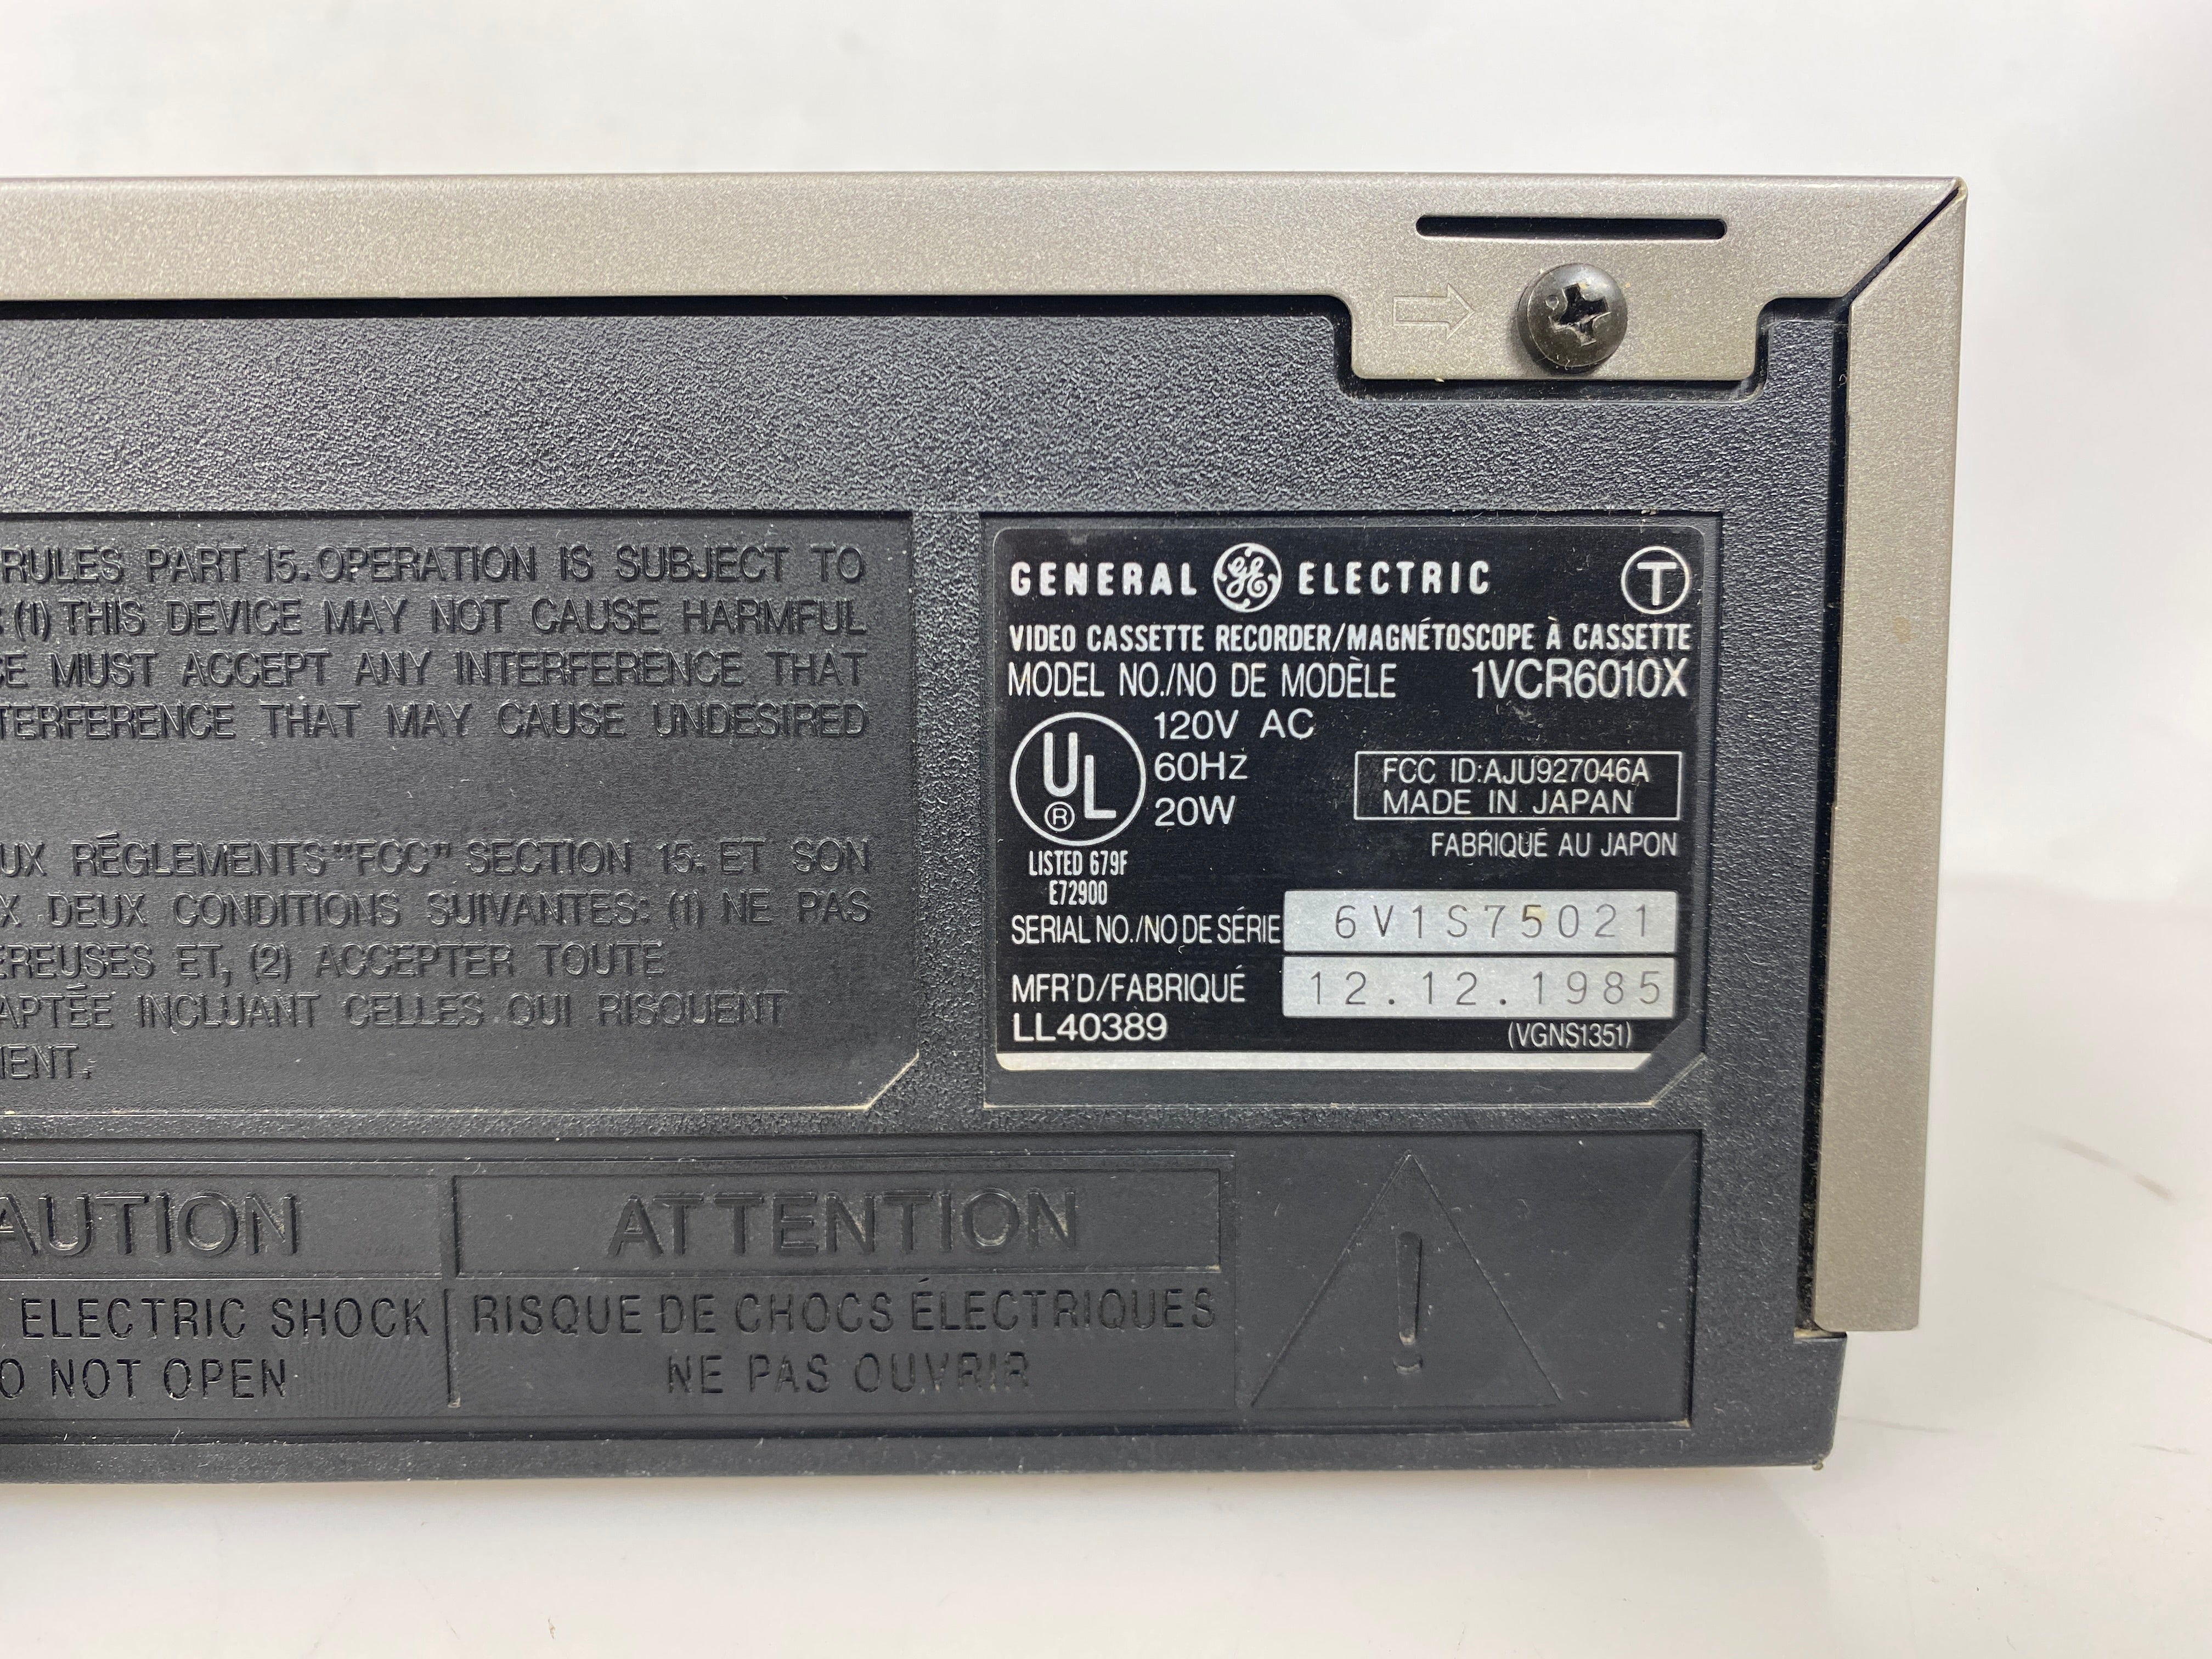 RULES PART 15. OPERATION IS SUBJECT TO
: (1) THIS DEVICE MAY NOT CAUSE HARMFUL
CE MUST ACCEPT ANY INTERFERENCE THAT
TERFERENCE THAT MAY CAUSE UNDESIRED
UX RÉGLEMENTS "FCC" SECTION 15. ET SON
X DEUX CONDITIONS SUIVANTES: (1) NE PAS
EREUSES ET, (2) ACCEPTER TOUTE
APTÉE INCLUANT CELLES QUI RISQUENT
MENT.
GENERAL GE ELECTRIC T
VIDEO CASSETTE RECORDER/MAGNÉTOSCOPE À CASSETTE
MODEL NO./NO DE MODÈLE 1VCR6010X
UL ®
120V AC
60Hz
20W
LISTED 679F
E72900
FCC ID:AJU927046A
MADE IN JAPAN
FABRIQUÉ AU JAPON
SERIAL NO./NO DE SÉRIE 6V1S75021
MFR'D/FABRIQUÉ 12.12.1985
LL40389 (VGNS1351)
AUTION
ELECTRIC SHOCK
O NOT OPEN
ATTENTION
RISQUE DE CHOCS ÉLECTRIQUES
NE PAS OUVRIR
!